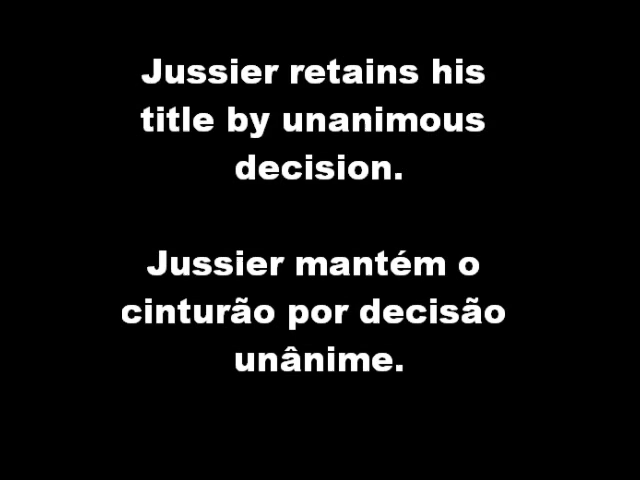 Jussier retains his
title by unanimous
decision.
Jussier mantém o
cinturão por decisão
unânime.